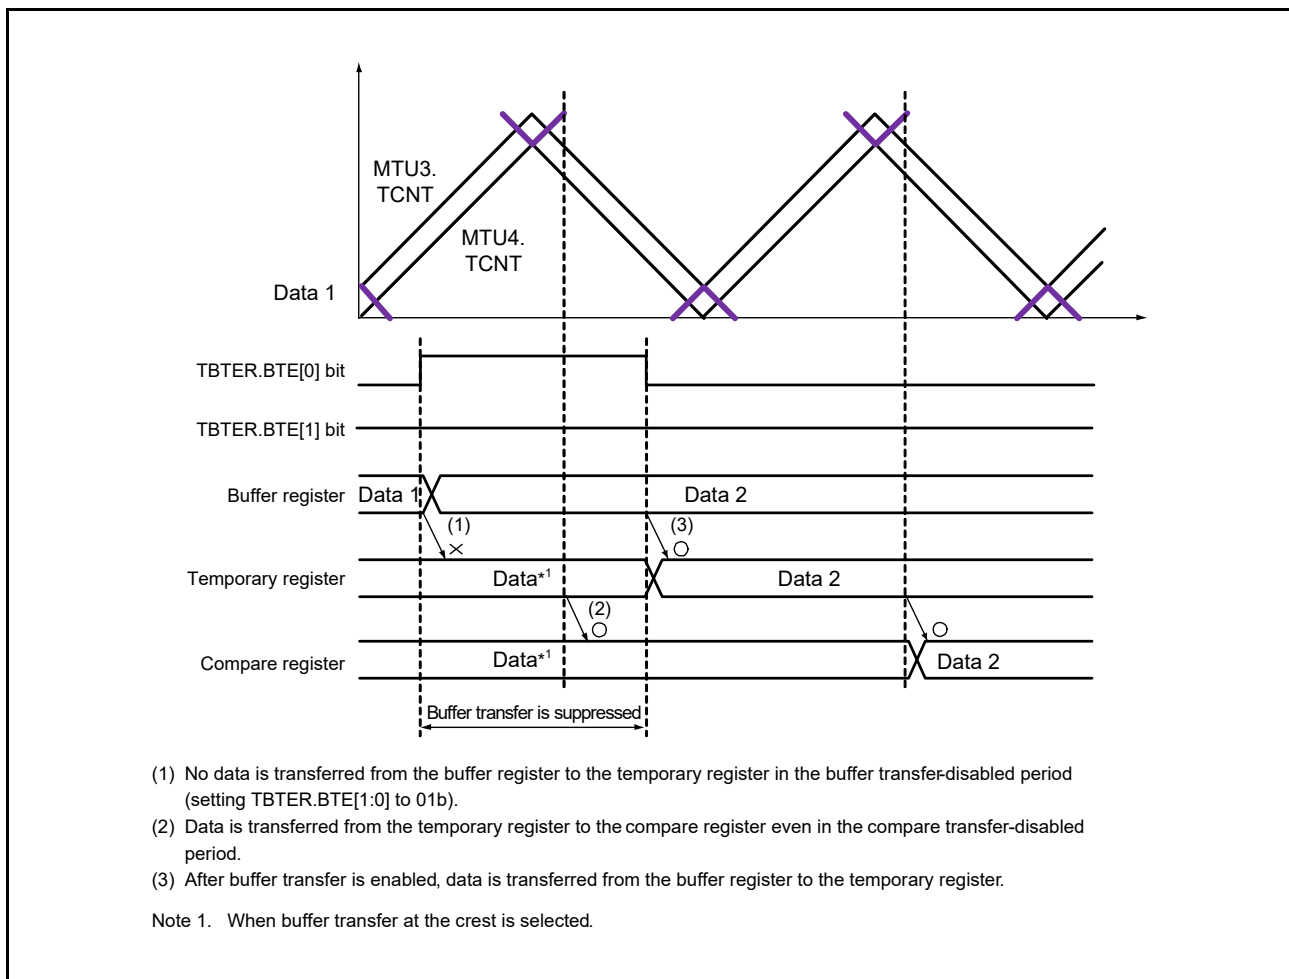 MTU3.
TCNT
MTU4.
TCNT
Data 1
TBTER.BTE[0] bit
TBTER.BTE[1] bit
Buffer register
Data 1
Data 2
(1)
(3)
Temporary register
Data*1
Data 2
(2)
Compare register
Data*1
Data 2
Buffer transfer is suppressed
(1) No data is transferred from the buffer register to the temporary register in the buffer transfer-disabled period
(setting TBTER.BTE[1:0] to 01b).
(2) Data is transferred from the temporary register to the compare register even in the compare transfer-disabled
period.
(3) After buffer transfer is enabled, data is transferred from the buffer register to the temporary register.
Note 1. When buffer transfer at the crest is selected.